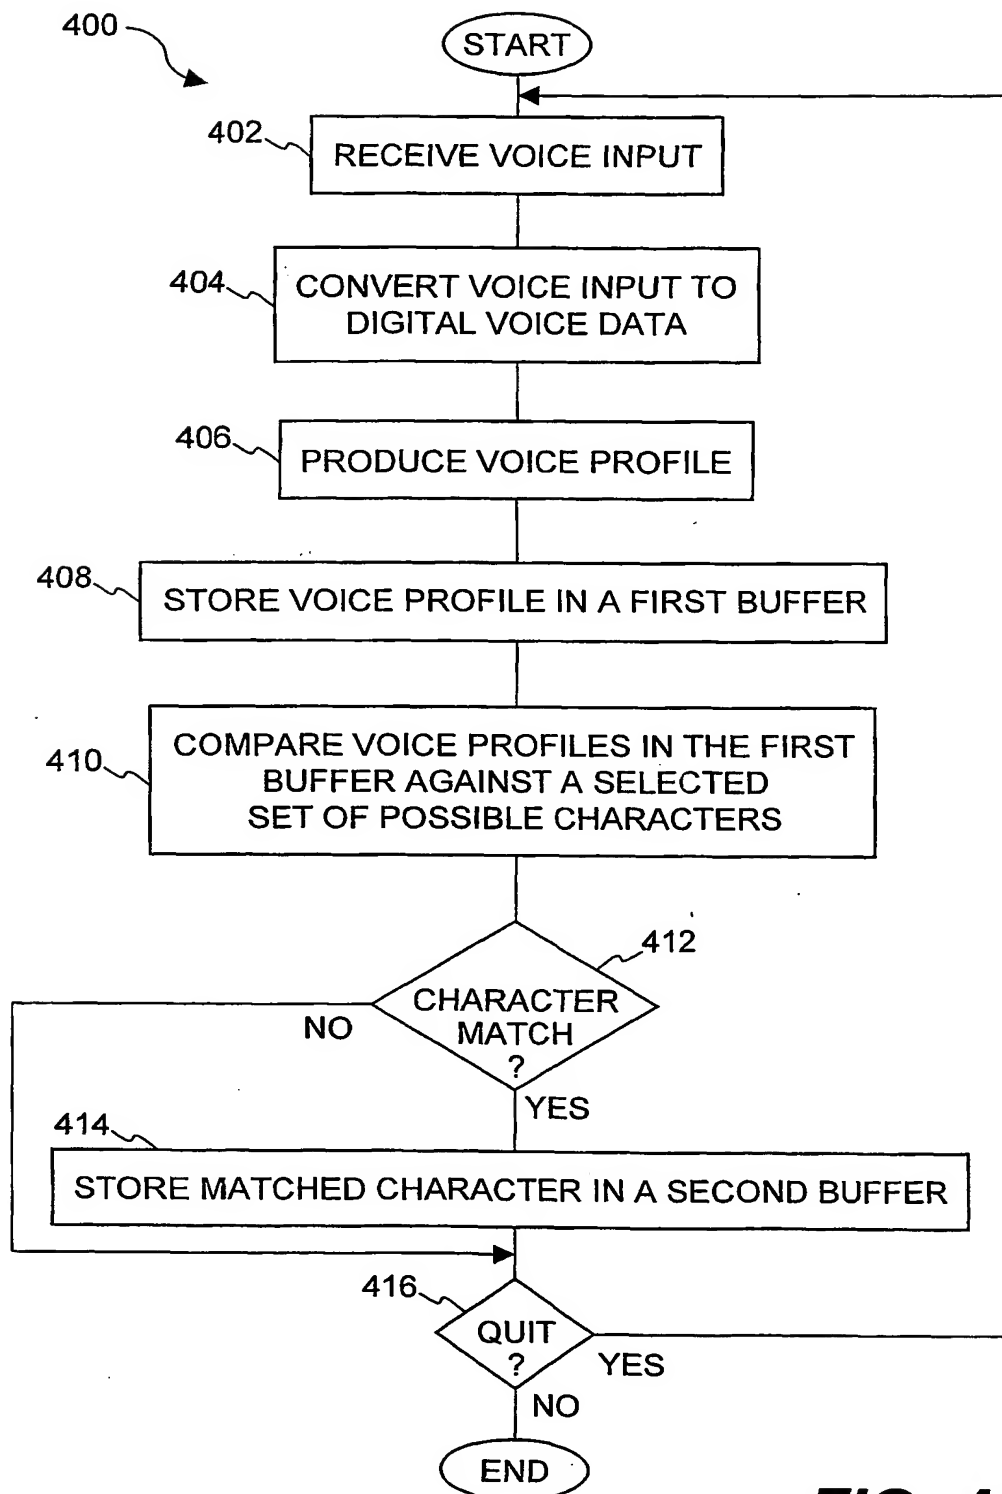 400
START
402
RECEIVE VOICE INPUT
404
CONVERT VOICE INPUT TO
DIGITAL VOICE DATA
406
PRODUCE VOICE PROFILE
408
STORE VOICE PROFILE IN A FIRST BUFFER
410
COMPARE VOICE PROFILES IN THE FIRST
BUFFER AGAINST A SELECTED
SET OF POSSIBLE CHARACTERS
412
CHARACTER
MATCH
?
NO
YES
414
STORE MATCHED CHARACTER IN A SECOND BUFFER
416
QUIT
?
YES
NO
END